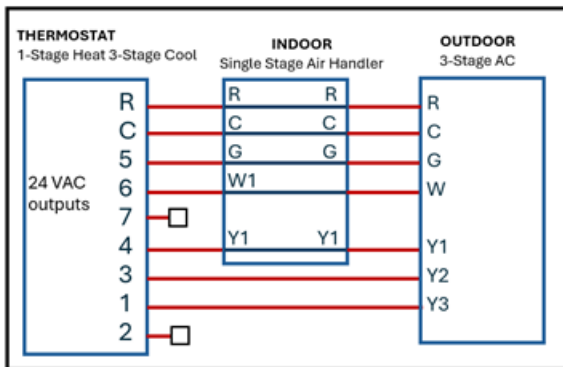 THERMOSTAT
1-Stage Heat 3-Stage Cool
INDOOR
Single Stage Air Handler
OUTDOOR
3-Stage AC
24 VAC
outputs
R
C
5
6
7
4
3
1
2
R R
C C
G G
W1
Y1 Y1
R
C
G
W
Y1
Y2
Y3